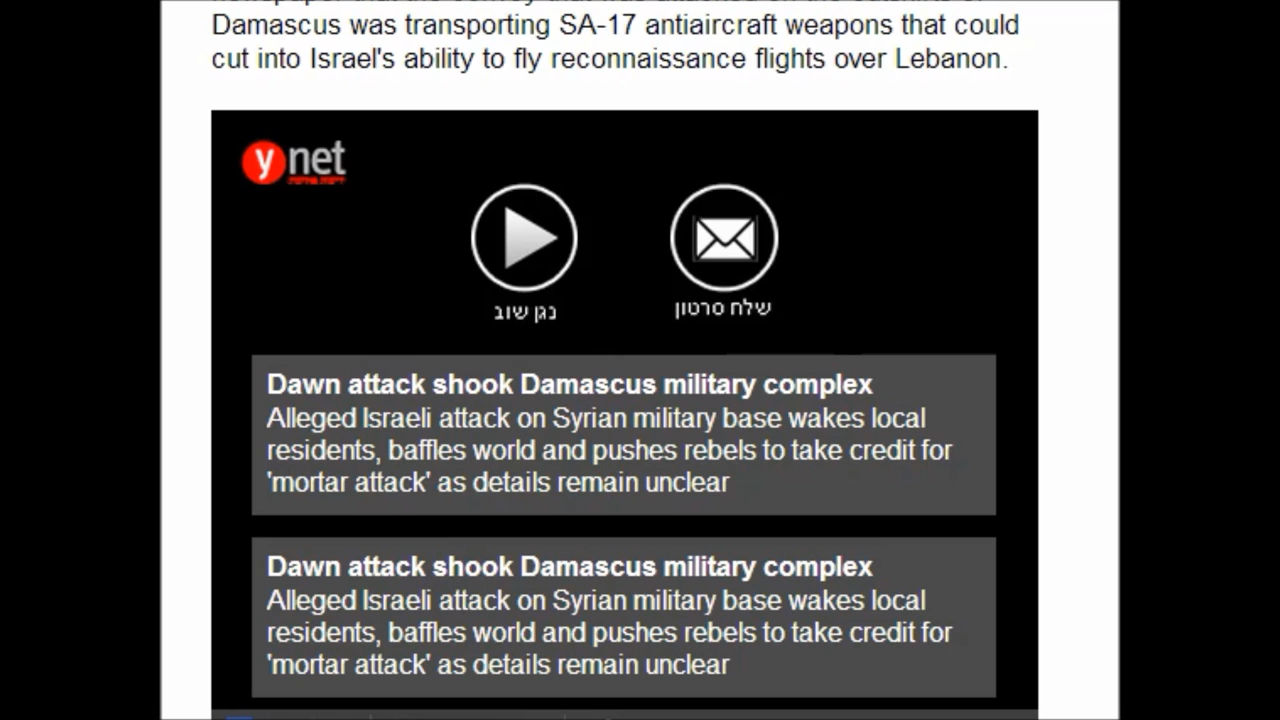 Damascus was transporting SA-17 antiaircraft weapons that could
cut into Israel's ability to fly reconnaissance flights over Lebanon.
ynet
נגן שוב
שלח סרטון
Dawn attack shook Damascus military complex
Alleged Israeli attack on Syrian military base wakes local
residents, baffles world and pushes rebels to take credit for
'mortar attack' as details remain unclear
Dawn attack shook Damascus military complex
Alleged Israeli attack on Syrian military base wakes local
residents, baffles world and pushes rebels to take credit for
'mortar attack' as details remain unclear